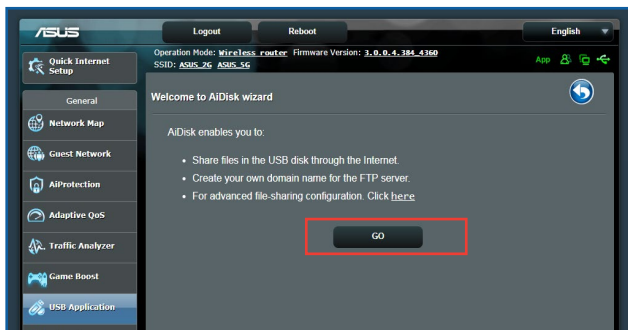 ASUS
Logout
Reboot
English
Quick Internet
Setup
Operation Mode: Wireless router Firmware Version: 3.0.0.4.384_4360
SSID: ASUS_2G ASUS_5G
App
General
Welcome to AiDisk wizard
Network Map
AiDisk enables you to:
Guest Network
• Share files in the USB disk through the Internet.
• Create your own domain name for the FTP server.
AiProtection
• For advanced file-sharing configuration. Click here
Adaptive QoS
GO
Traffic Analyzer
Game Boost
USB Application